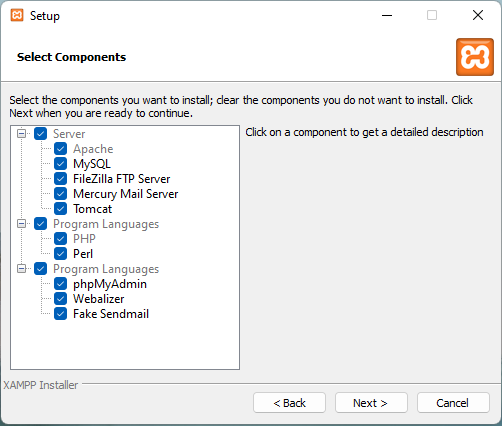 Setup
Select Components
Select the components you want to install; clear the components you do not want to install. Click
Next when you are ready to continue.
Server
Apache
MySQL
FileZilla FTP Server
Mercury Mail Server
Tomcat
Program Languages
PHP
Perl
Program Languages
phpMyAdmin
Webalizer
Fake Sendmail
Click on a component to get a detailed description
XAMPP Installer
< Back
Next >
Cancel